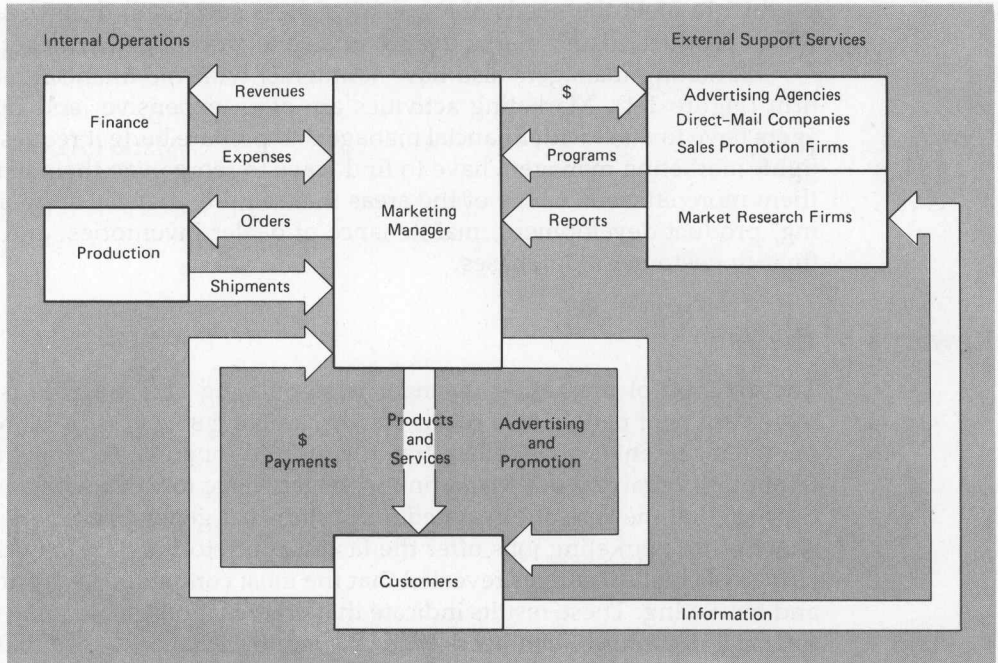 Internal Operations
External Support Services
Finance
Revenues
Expenses
Production
Orders
Shipments
Marketing
Manager
$
Programs
Reports
Advertising Agencies
Direct–Mail Companies
Sales Promotion Firms
Market Research Firms
$
Payments
Products
and
Services
Advertising
and
Promotion
Customers
Information